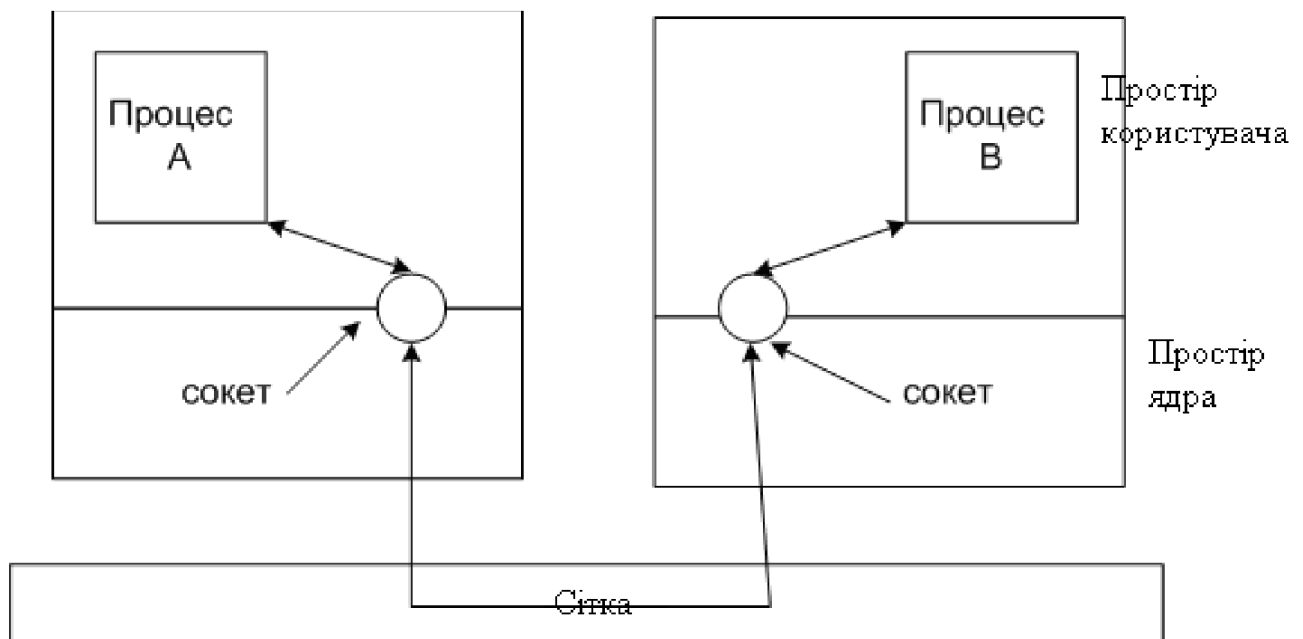 Процес
А
Процес
В
Простір
користувача
сокет
сокет
Простір
ядра
Сітка